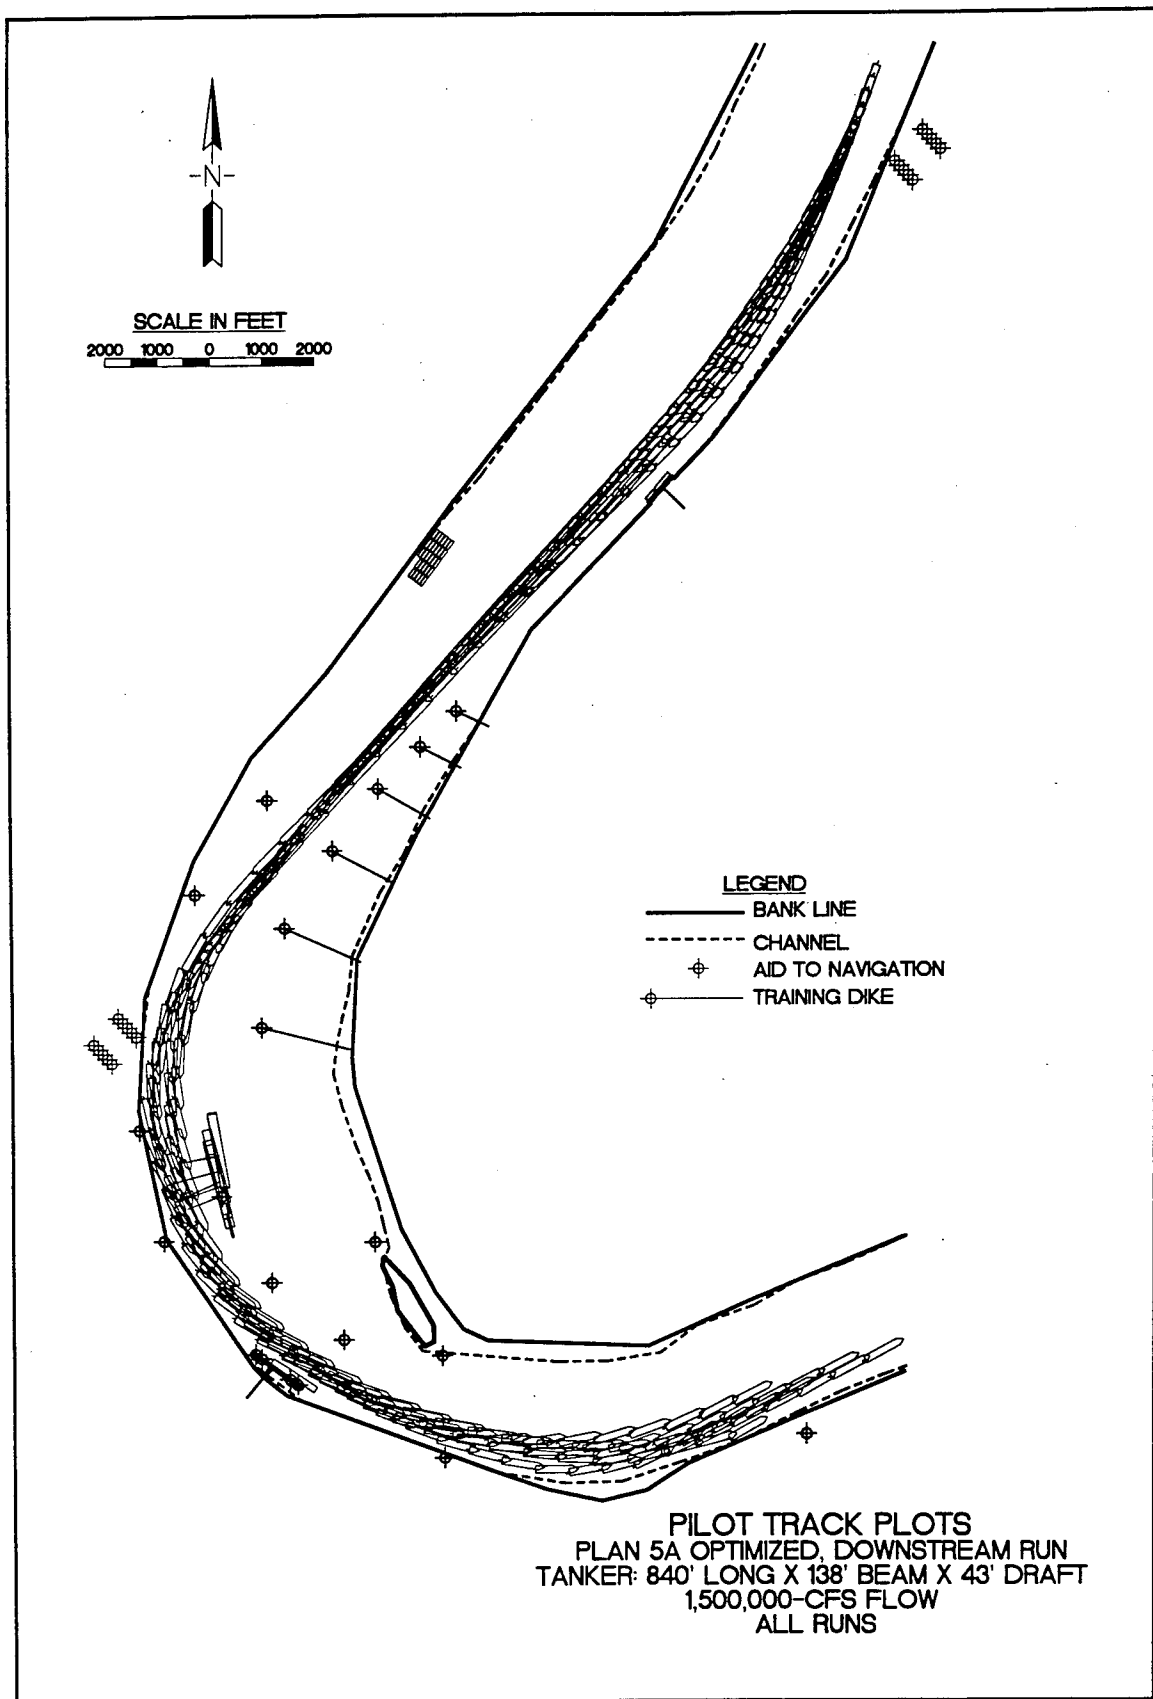 -N-
SCALE IN FEET
2000 1000 0 1000 2000
LEGEND
BANK LINE
CHANNEL
AID TO NAVIGATION
TRAINING DIKE
PILOT TRACK PLOTS
PLAN 5A OPTIMIZED, DOWNSTREAM RUN
TANKER: 840' LONG X 138' BEAM X 43' DRAFT
1,500,000-CFS FLOW
ALL RUNS